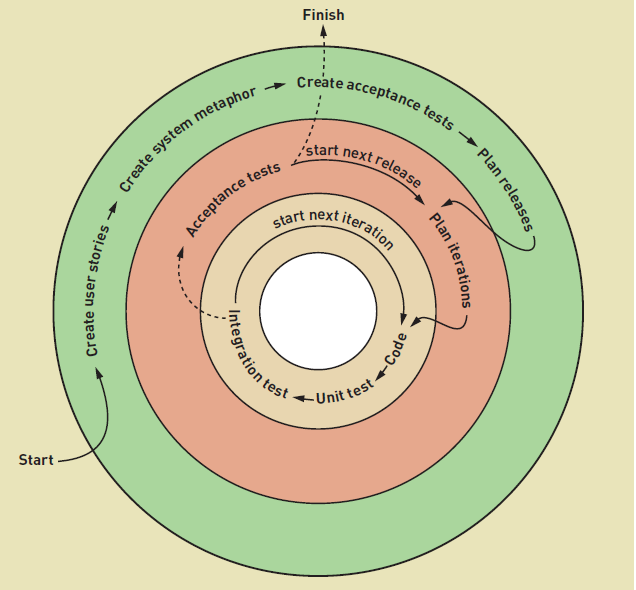 Finish
Create acceptance tests
Create system metaphor
start next release
Plan releases
Acceptance tests
start next iteration
Plan iterations
Create user stories
Integration test
Code
Unit test
Start